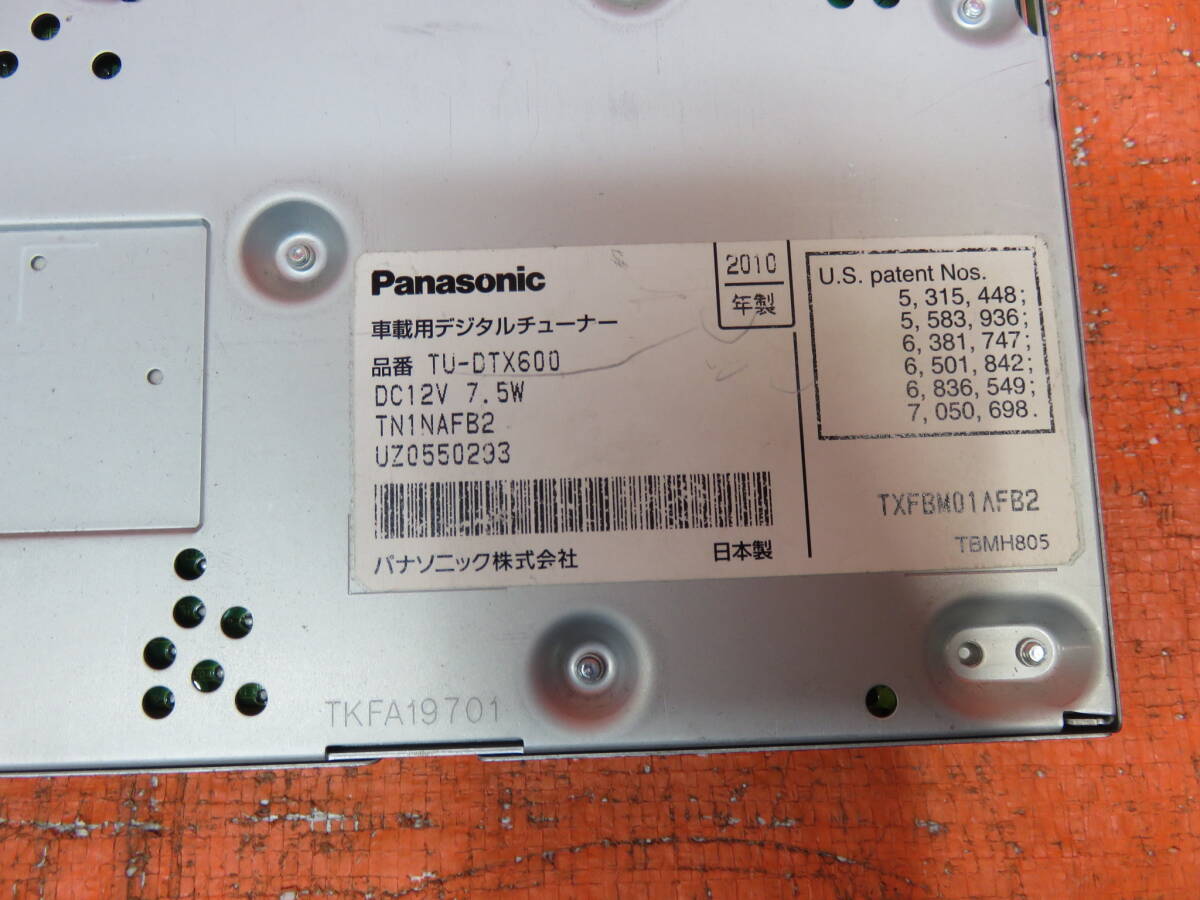 Panasonic
車載用デジタルチューナー
品番 TU-DTX600
DC12V 7.5W
TN1NAFB2
UZ0550293
パナソニック株式会社
日本製
2010
年製
U.S. patent Nos.
5, 315, 448;
5, 583, 936;
6, 381, 747;
6, 501, 842;
6, 836, 549;
7, 050, 698.
TXFBM01AFB2
TBMH805
TKFA19701